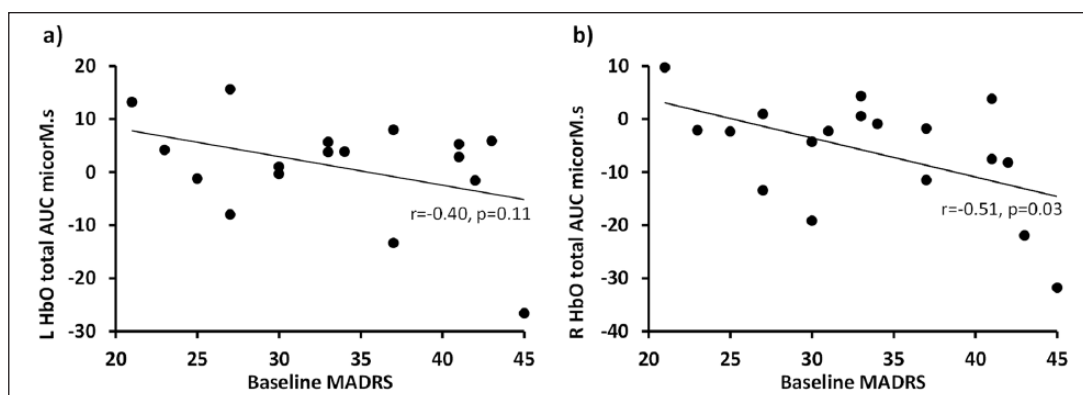 a)
L HbO total AUC micorM.s
20
10
0
-10
-20
-30
20 25 30 35 40 45
Baseline MADRS
r=-0.40, p=0.11
b)
R HbO total AUC micorM.s
10
0
-10
-20
-30
-40
20 25 30 35 40 45
Baseline MADRS
r=-0.51, p=0.03